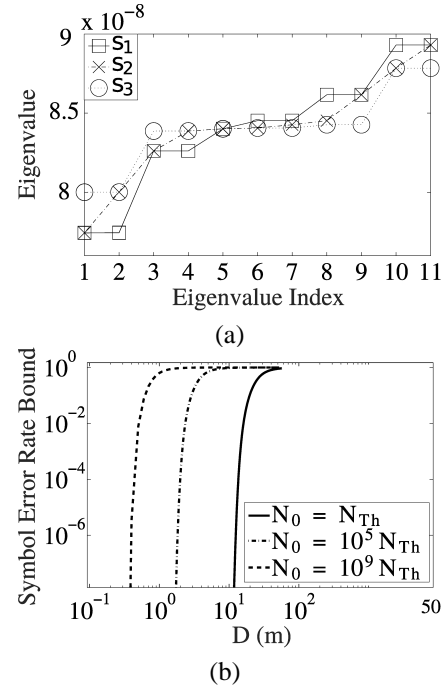 9 x 10^-8
8.5
8
Eigenvalue
S1
S2
S3
1 2 3 4 5 6 7 8 9 10 11
Eigenvalue Index
(a)
10^0
10^-2
10^-4
10^-6
Symbol Error Rate Bound
N0 = NTh
N0 = 10^5 NTh
N0 = 10^9 NTh
10^-1 10^0 10^1 10^2 50
D (m)
(b)